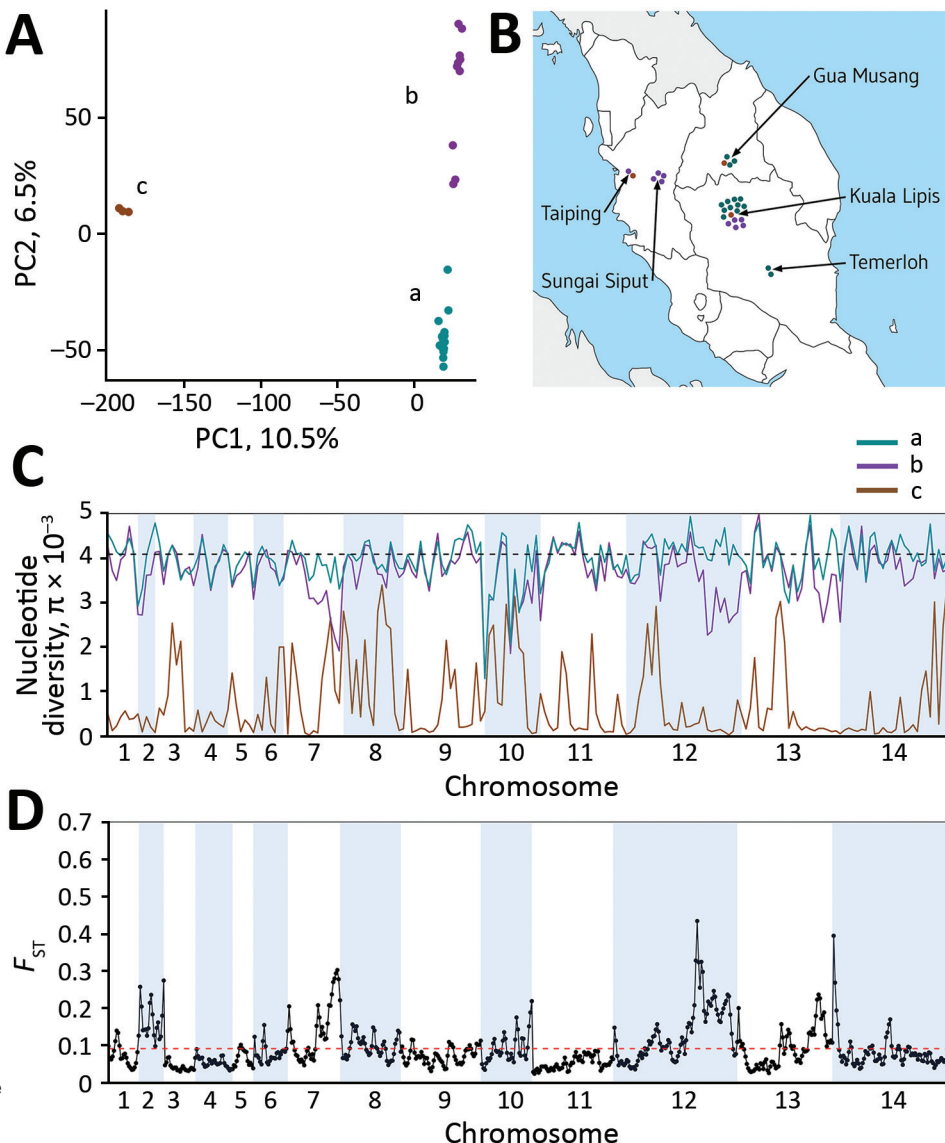 A
50
0
−50
PC2, 6.5%
a
b
c
−200 −150 −100 −50 0
PC1, 10.5%
B
Gua Musang
Kuala Lipis
Taiping
Temerloh
Sungai Siput
C
a
b
c
Nucleotide
diversity, π × 10⁻³
5
4
3
2
1
0
1 2 3 4 5 6 7 8 9 10 11 12 13 14
Chromosome
D
FST
0.7
0.6
0.5
0.4
0.3
0.2
0.1
0
1 2 3 4 5 6 7 8 9 10 11 12 13 14
Chromosome
e